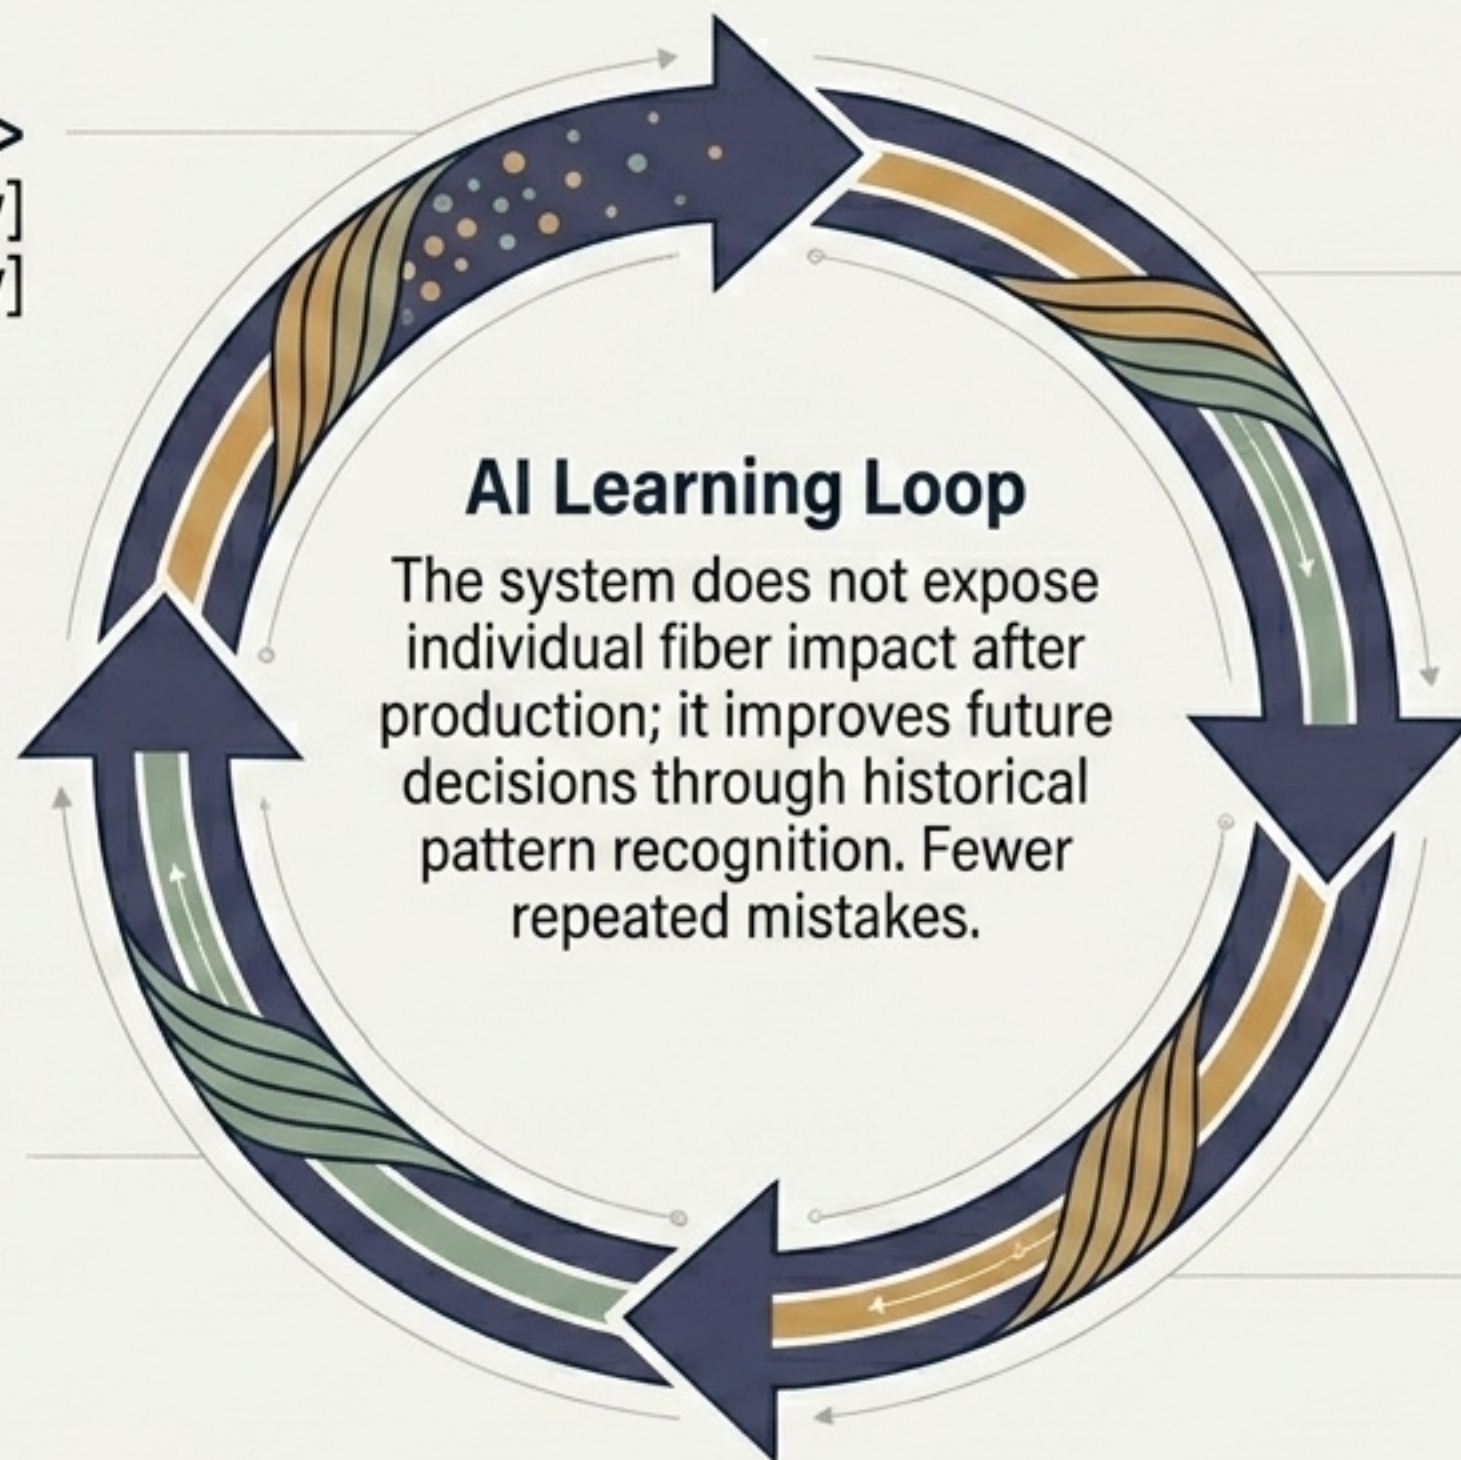 >
y]
y]
AI Learning Loop
The system does not expose
individual fiber impact after
production; it improves future
decisions through historical
pattern recognition. Fewer
repeated mistakes.